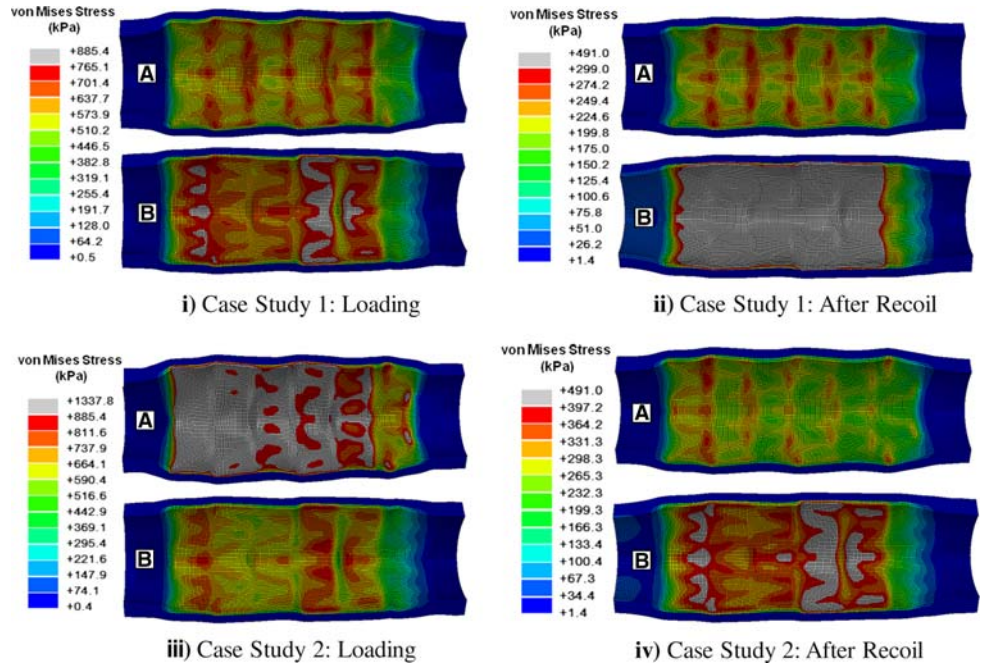 von Mises Stress
(kPa)
+885.4
+765.1
+701.4
+637.7
+573.9
+510.2
+446.5
+382.8
+319.1
+255.4
+191.7
+128.0
+64.2
+0.5
A
B
i) Case Study 1: Loading
von Mises Stress
(kPa)
+491.0
+299.0
+274.2
+249.4
+224.6
+199.8
+175.0
+150.2
+125.4
+100.6
+75.8
+51.0
+26.2
+1.4
A
B
ii) Case Study 1: After Recoil
von Mises Stress
(kPa)
+1337.8
+885.4
+811.6
+737.9
+664.1
+590.4
+516.6
+442.9
+369.1
+295.4
+221.6
+147.9
+74.1
+0.4
A
B
iii) Case Study 2: Loading
von Mises Stress
(kPa)
+491.0
+397.2
+364.2
+331.3
+298.3
+265.3
+232.3
+199.3
+166.3
+133.4
+100.4
+67.3
+34.4
+1.4
A
B
iv) Case Study 2: After Recoil